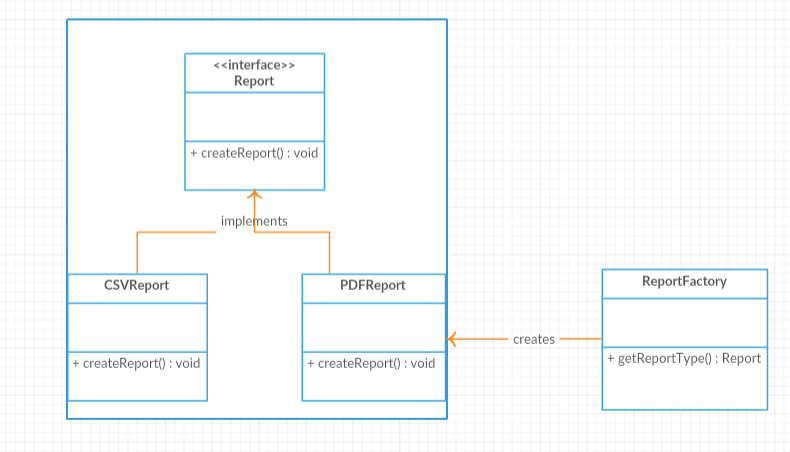 <<interface>>
Report
+ createReport() : void
implements
CSVReport
+ createReport() : void
PDFReport
+ createReport() : void
creates
ReportFactory
+ getReportType() : Report